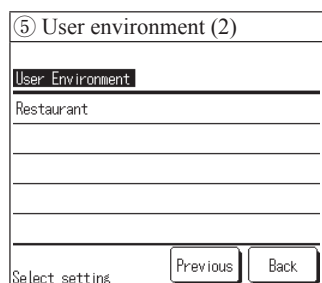 ⑤ User environment (2)
User Environment
Restaurant
Previous Back
Select setting